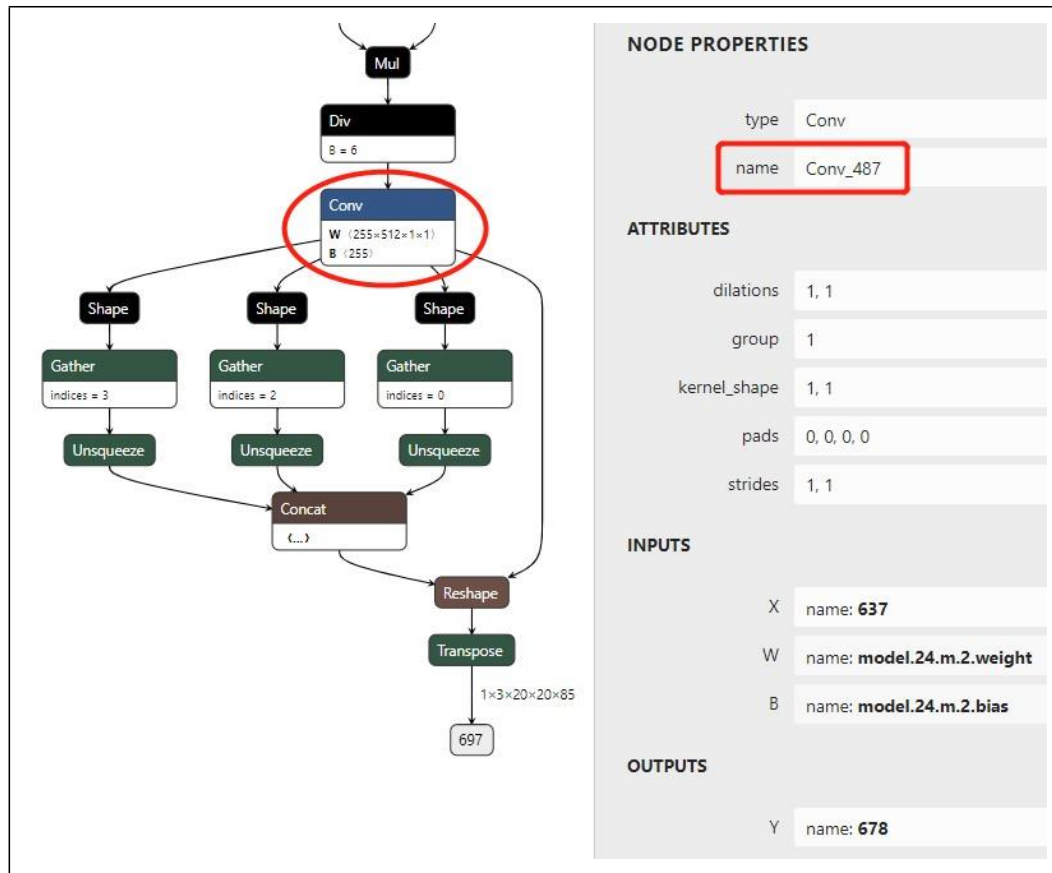 Mul
Div
B = 6
Conv
W ⟨255×512×1×1⟩
B ⟨255⟩
Shape
Shape
Shape
Gather
indices = 3
Gather
indices = 2
Gather
indices = 0
Unsqueeze
Unsqueeze
Unsqueeze
Concat
⟨...⟩
Reshape
Transpose
1×3×20×20×85
697
NODE PROPERTIES
type Conv
name Conv_487
ATTRIBUTES
dilations 1, 1
group 1
kernel_shape 1, 1
pads 0, 0, 0, 0
strides 1, 1
INPUTS
X name: 637
W name: model.24.m.2.weight
B name: model.24.m.2.bias
OUTPUTS
Y name: 678